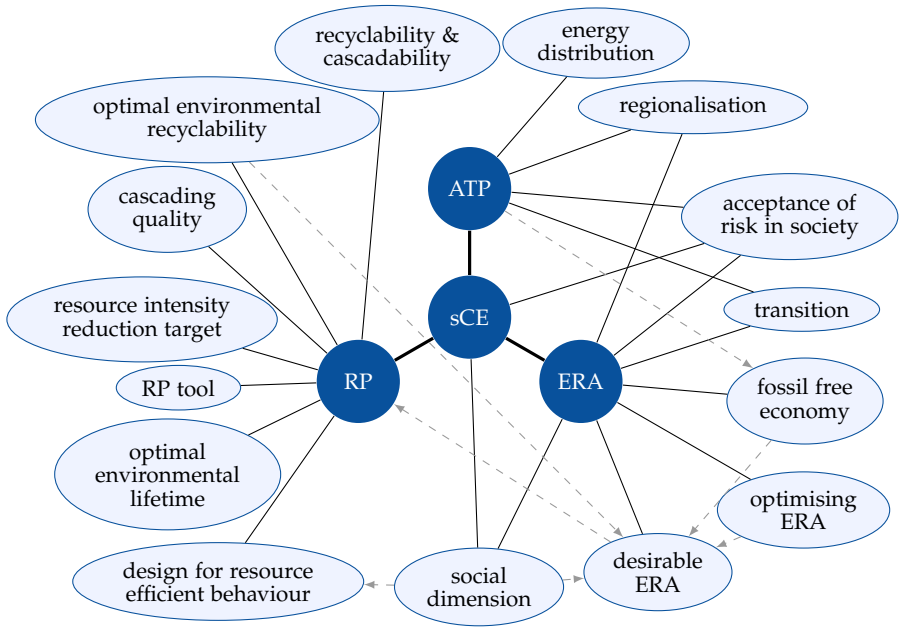 recyclability &
cascadability
energy
distribution
optimal environmental
recyclability
regionalisation
ATP
cascading
quality
acceptance of
risk in society
resource intensity
reduction target
sCE
transition
RP tool
RP
ERA
fossil free
economy
optimal
environmental
lifetime
optimising
ERA
design for resource
efficient behaviour
social
dimension
desirable
ERA